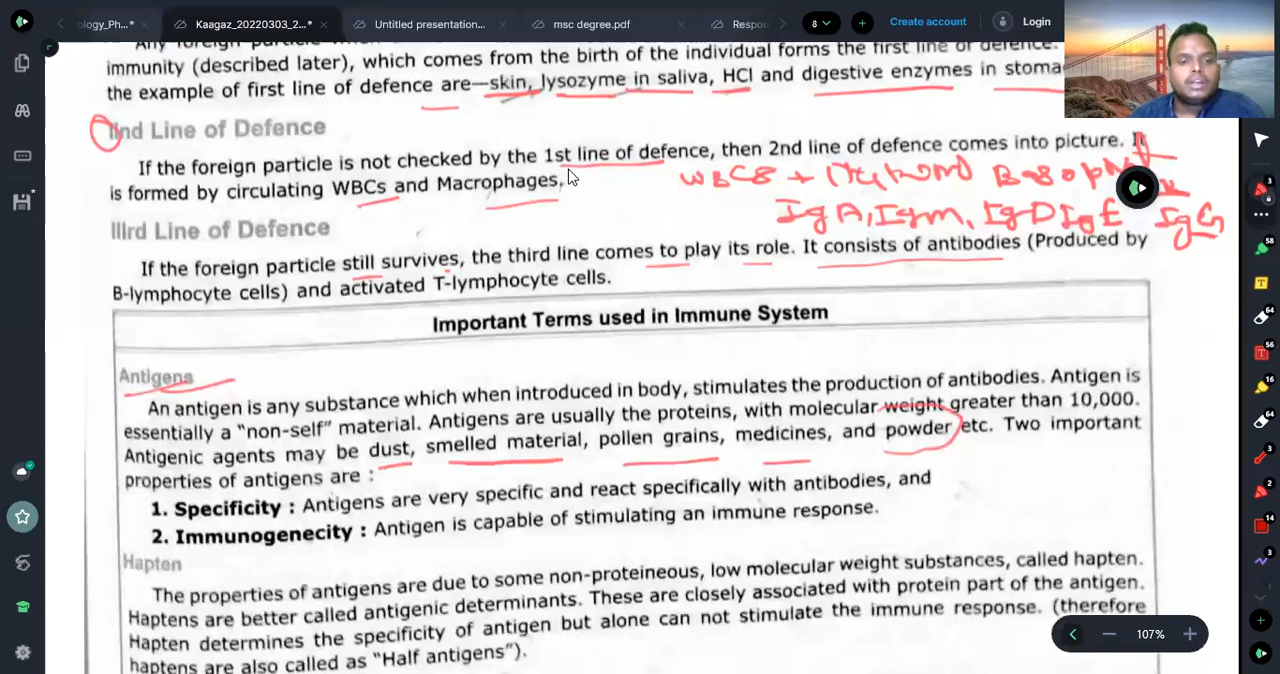 ology_Ph...*
Kaagaz_20220303_2...*
Untitled presentation...
msc degree.pdf
Respon
8
Create account
Login
Any foreign particle
immunity (described later), which comes from the birth of the individual forms the first line of defence.
the example of first line of defence are—skin, lysozyme in saliva, HCl and digestive enzymes in stoma
IInd Line of Defence
If the foreign particle is not checked by the 1st line of defence, then 2nd line of defence comes into picture. It
is formed by circulating WBCs and Macrophages.
WBCs +
IgA, IgM, IgD IgE IgG
IIIrd Line of Defence
If the foreign particle still survives, the third line comes to play its role. It consists of antibodies (Produced by
B-lymphocyte cells) and activated T-lymphocyte cells.
Important Terms used in Immune System
Antigens
An antigen is any substance which when introduced in body, stimulates the production of antibodies. Antigen is
essentially a “non-self” material. Antigens are usually the proteins, with molecular weight greater than 10,000.
Antigenic agents may be dust, smelled material, pollen grains, medicines, and powder etc. Two important
properties of antigens are :
1. Specificity : Antigens are very specific and react specifically with antibodies, and
2. Immunogenecity : Antigen is capable of stimulating an immune response.
Hapten
The properties of antigens are due to some non-proteineous, low molecular weight substances, called hapten.
Haptens are better called antigenic determinants. These are closely associated with protein part of the antigen.
Hapten determines the specificity of antigen but alone can not stimulate the immune response. (therefore
haptens are also called as “Half antigens”).
107%